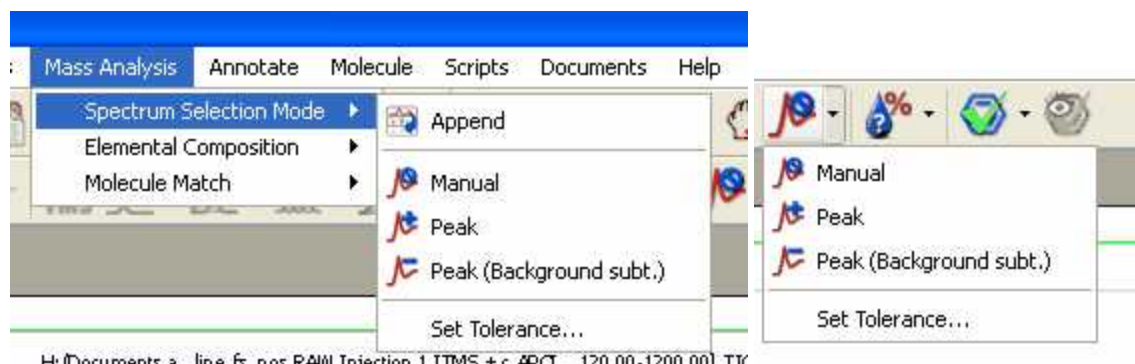 Mass Analysis Annotate Molecule Scripts Documents Help
Spectrum Selection Mode
Elemental Composition
Molecule Match
Append
Manual
Peak
Peak (Background subt.)
Set Tolerance...
%
?
Manual
Peak
Peak (Background subt.)
Set Tolerance...